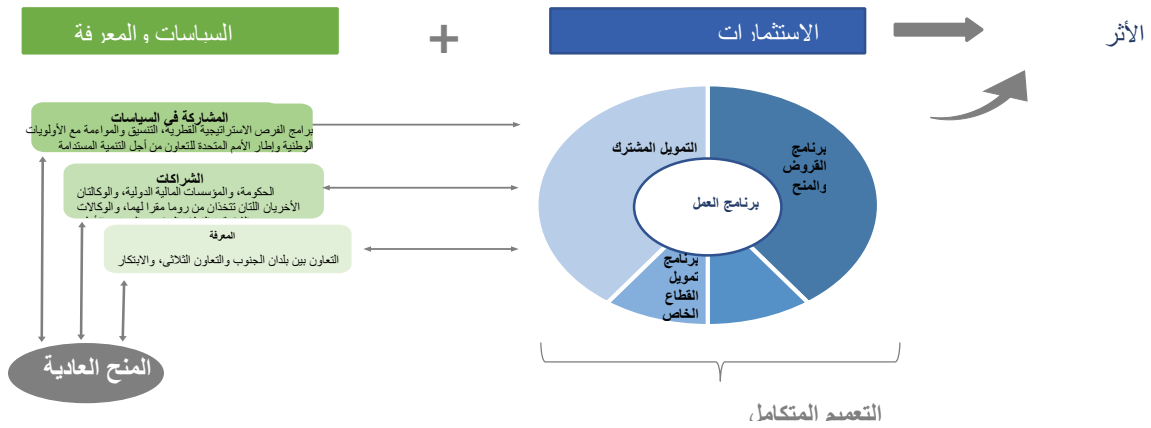 الأثر
الاستثمارات
+
السياسات والمعرفة
المشاركة في السياسات
برامج الفرص الاستراتيجية القطرية، التنسيق والمواءمة مع الأولويات
الوطنية وإطار الأمم المتحدة للتعاون من أجل التنمية المستدامة
الشراكات
الحكومة، والمؤسسات المالية الدولية، والوكالتان
الأخريان اللتان تتخذان من روما مقرا لهما، والوكالات
المعرفة
التعاون بين بلدان الجنوب والتعاون الثلاثي، والابتكار
المنح العادية
برنامج
القروض
والمنح
التمويل المشترك
برنامج العمل
برنامج
تمويل
القطاع
الخاص
التعميم المتكامل